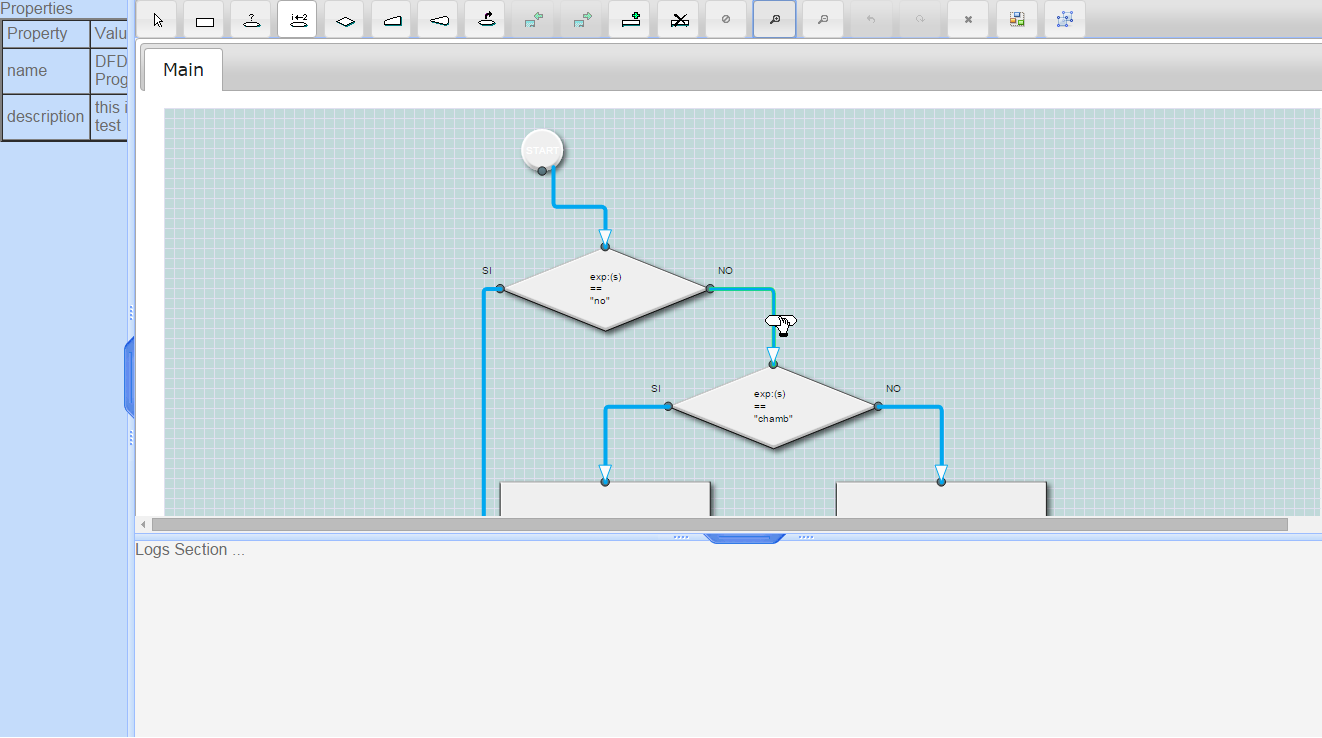 Properties
Property Valu
name DFD
Prog
description this i
test
?
i←2
Main
START
SI
NO
exp:(s)
==
"no"
SI
NO
exp:(s)
==
"chamb"
Logs Section ...